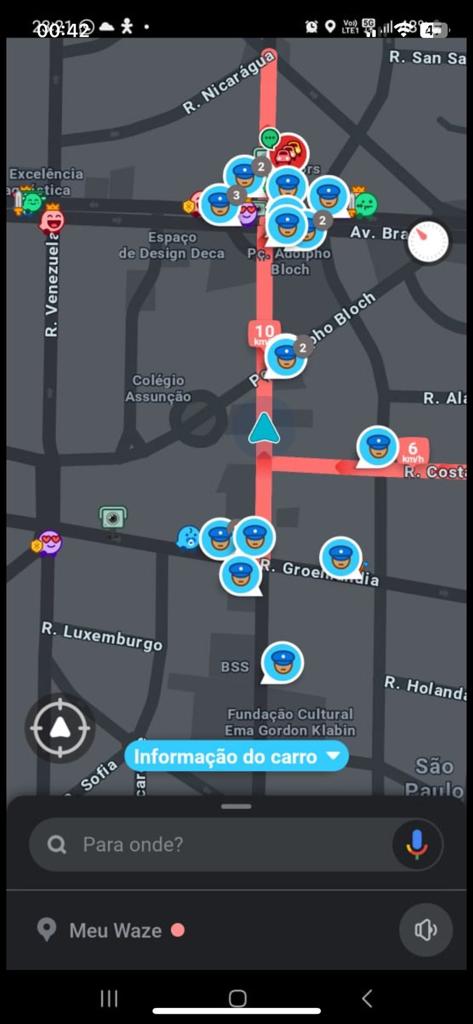 00:42
R. Nicarágua
R. San Sa
Excelência
2
3
2
Av. Bra
Espaço
de Design Deca
Pç. Adolpho
Bloch
R. Venezuela
10
km/h
2
pho Bloch
Colégio
Assunção
R. Ala
6
km/h
R. Costa
R. Groenlândia
R. Luxemburgo
BSS
R. Holanda
Fundação Cultural
Ema Gordon Klabin
Informação do carro
São
Paulo
Sofia
Para onde?
Meu Waze